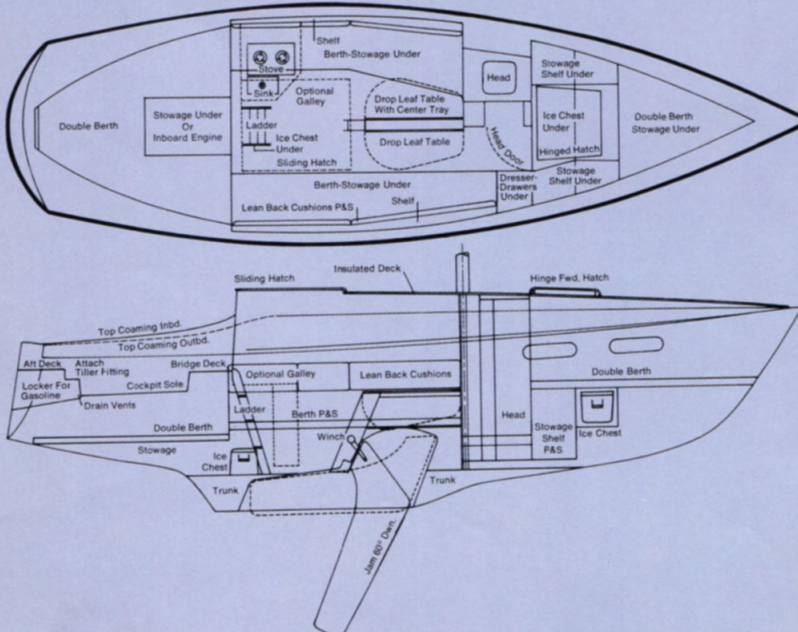 Shelf
Berth-Stowage Under
Stove
Sink
Optional
Galley
Head
Stowage
Shelf Under
Drop Leaf Table
With Center Tray
Double Berth
Stowage Under
Or
Inboard Engine
Ladder
Ice Chest
Under
Sliding Hatch
Drop Leaf Table
Head Door
Ice Chest
Under
Hinged Hatch
Double Berth
Stowage Under
Berth-Stowage Under
Dresser-
Drawers
Under
Stowage
Shelf Under
Lean Back Cushions P&S
Shelf
Sliding Hatch
Insulated Deck
Hinge Fwd. Hatch
Top Coaming Inbd.
Top Coaming Outbd.
Aft Deck
Attach
Tiller Fitting
Bridge Deck
Optional Galley
Lean Back Cushions
Locker For
Gasoline
Cockpit Sole
Drain Vents
Double Berth
Ladder
Berth P&S
Head
Double Berth
Stowage
Winch
Stowage
Shelf
P&S
Ice Chest
Ice
Chest
Trunk
Trunk
Jam 60° Dwn.